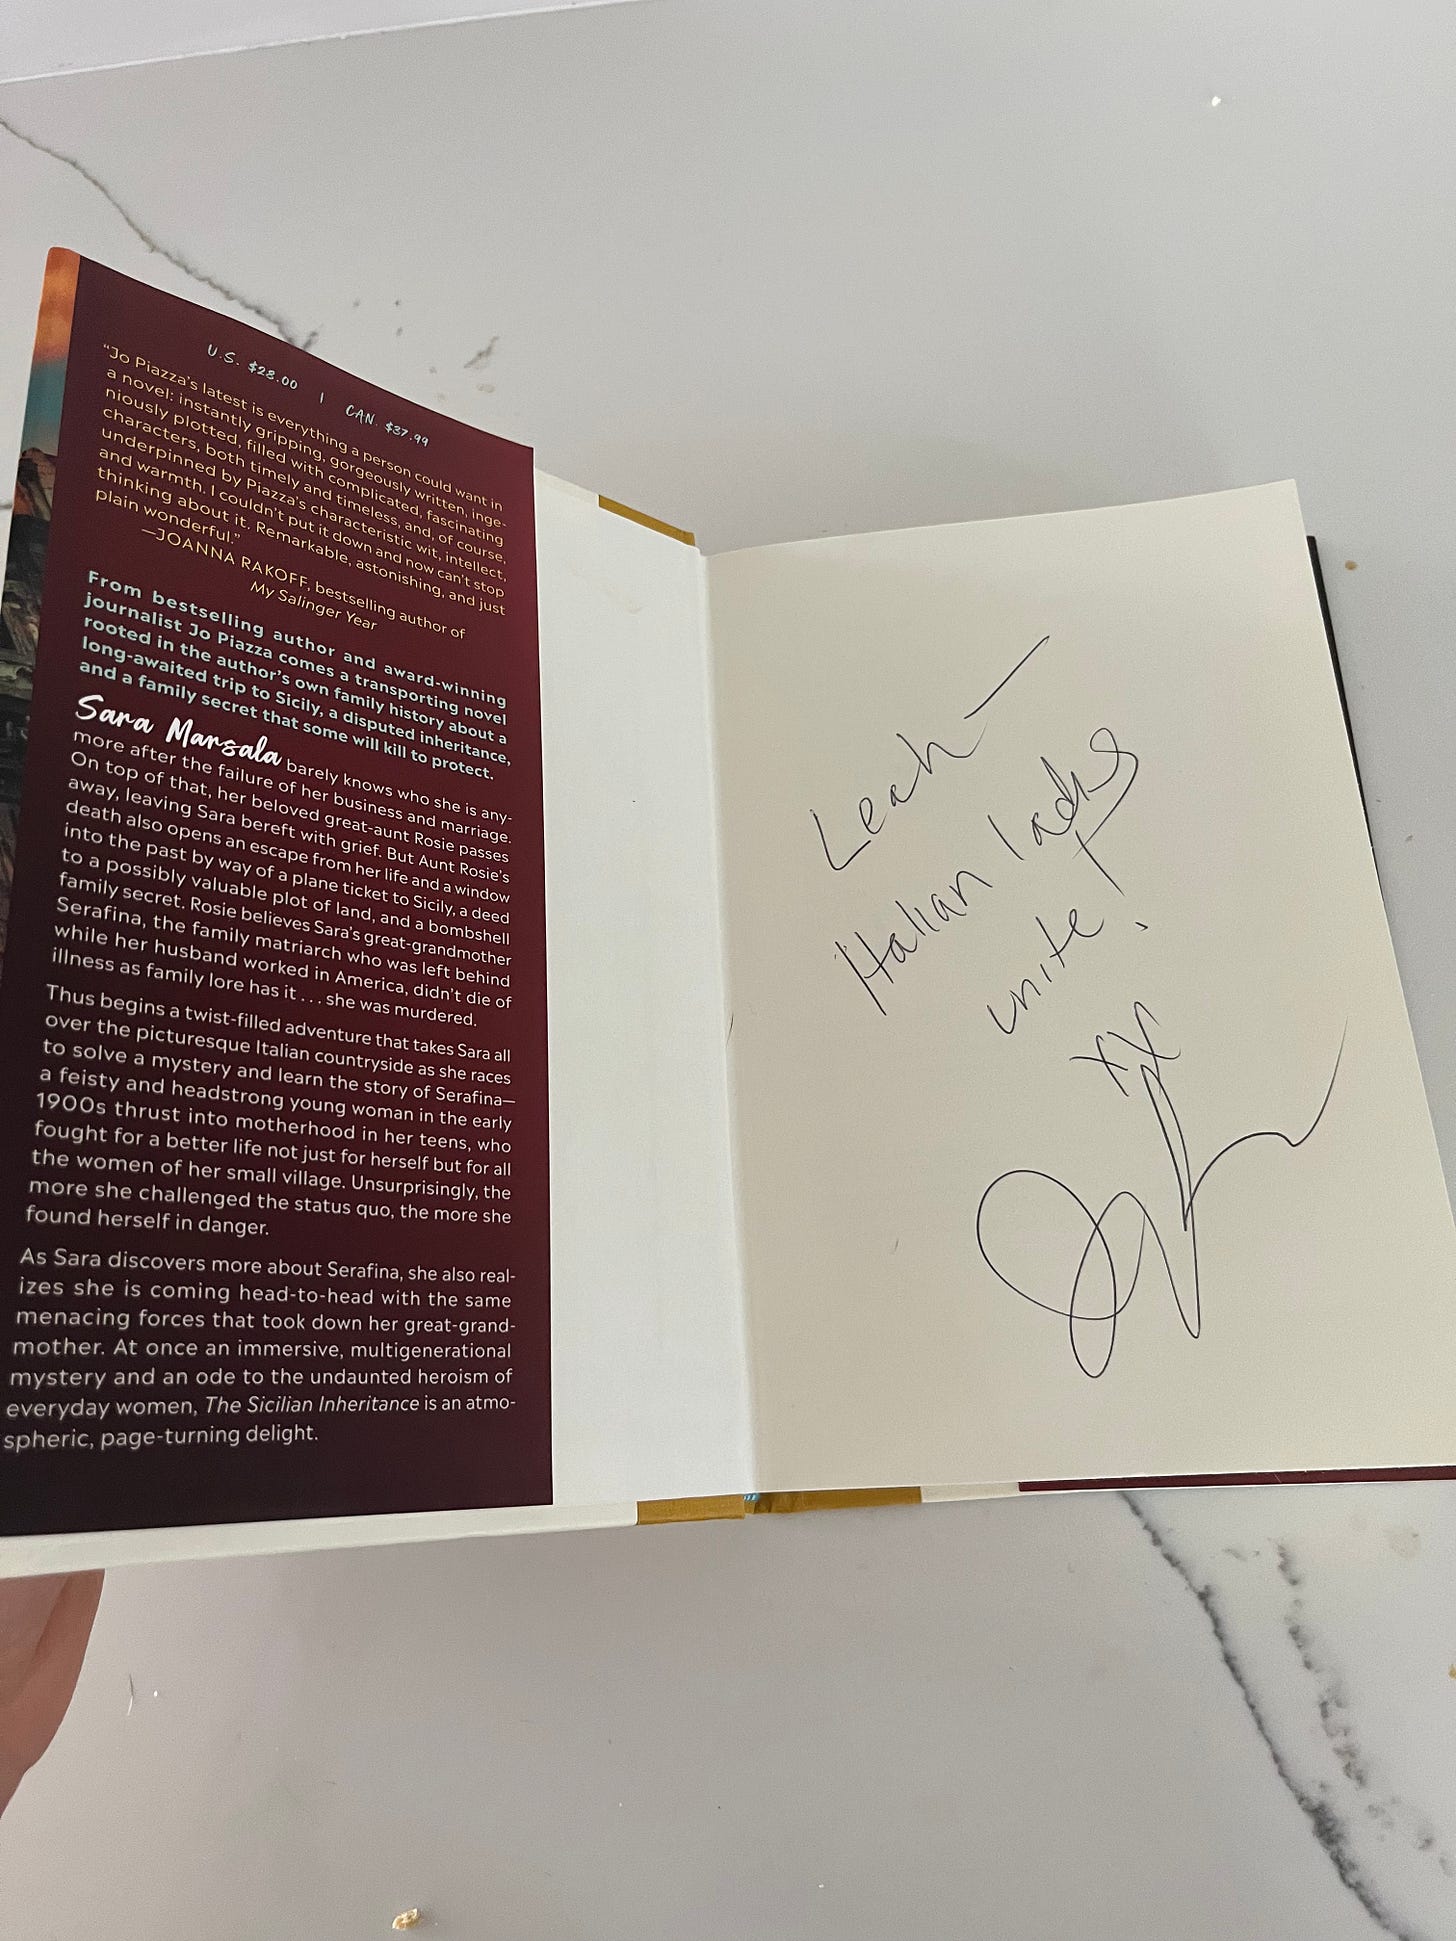 U.S. $28.00 | CAN. $37.99
“Jo Piazza’s latest is everything a person could want in
a novel: instantly gripping, gorgeously written, inge-
niously plotted, filled with complicated, fascinating
characters, both timely and timeless, and, of course,
underpinned by Piazza’s characteristic wit, intellect,
and warmth. I couldn’t put it down and now can’t stop
thinking about it. Remarkable, astonishing, and just
plain wonderful.”
—JOANNA RAKOFF, bestselling author of
My Salinger Year
From bestselling author and award-winning
journalist Jo Piazza comes a transporting novel
rooted in the author’s own family history about a
long-awaited trip to Sicily, a disputed inheritance,
and a family secret that some will kill to protect.
Sara Marsala barely knows who she is any-
more after the failure of her business and marriage.
On top of that, her beloved great-aunt Rosie passes
away, leaving Sara bereft with grief. But Aunt Rosie’s
death also opens an escape from her life and a window
into the past by way of a plane ticket to Sicily, a deed
to a possibly valuable plot of land, and a bombshell
family secret. Rosie believes Sara’s great-grandmother
Serafina, the family matriarch who was left behind
while her husband worked in America, didn’t die of
illness as family lore has it . . . she was murdered.
Thus begins a twist-filled adventure that takes Sara all
over the picturesque Italian countryside as she races
to solve a mystery and learn the story of Serafina—
a feisty and headstrong young woman in the early
1900s thrust into motherhood in her teens, who
fought for a better life not just for herself but for all
the women of her small village. Unsurprisingly, the
more she challenged the status quo, the more she
found herself in danger.
As Sara discovers more about Serafina, she also real-
izes she is coming head-to-head with the same
menacing forces that took down her great-grand-
mother. At once an immersive, multigenerational
mystery and an ode to the undaunted heroism of
everyday women, The Sicilian Inheritance is an atmo-
spheric, page-turning delight.
Leah —
Italian ladies
unite!
xx